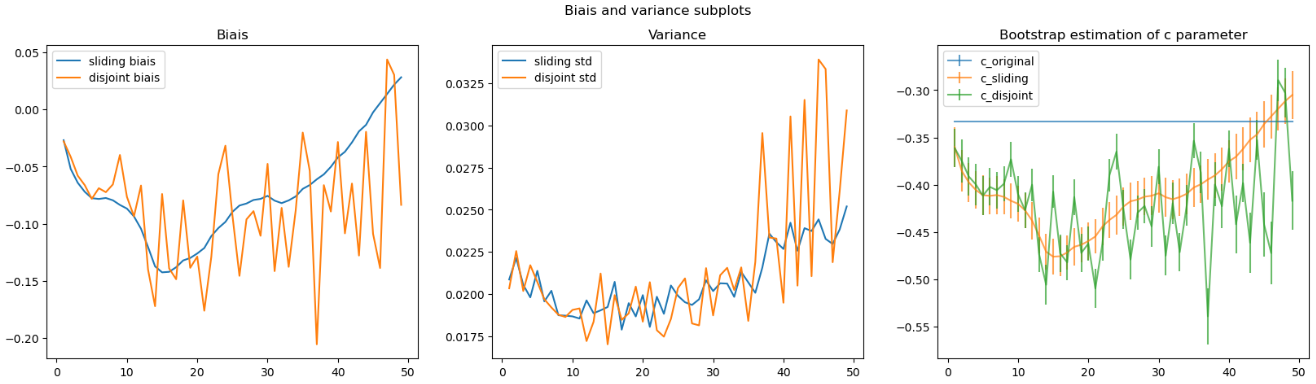 Biais and variance subplots
Biais
sliding biais
disjoint biais
0.05
0.00
−0.05
−0.10
−0.15
−0.20
0 10 20 30 40 50
Variance
sliding std
disjoint std
0.0325
0.0300
0.0275
0.0250
0.0225
0.0200
0.0175
0 10 20 30 40 50
Bootstrap estimation of c parameter
c_original
c_sliding
c_disjoint
−0.30
−0.35
−0.40
−0.45
−0.50
−0.55
0 10 20 30 40 50